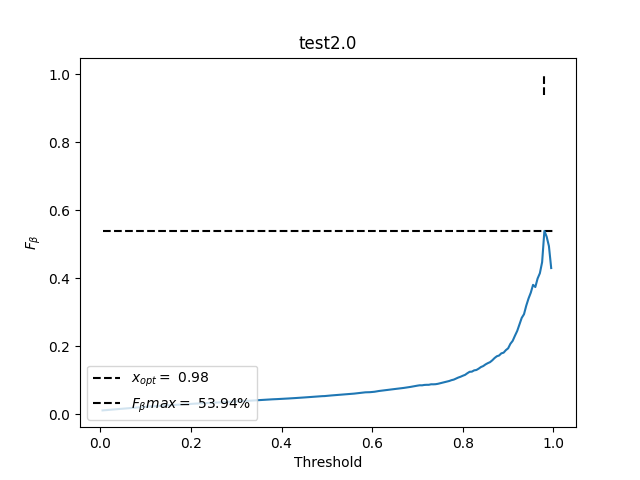 test2.0
1.0
0.8
0.6
0.4
0.2
0.0
F_β
x_opt = 0.98
F_β max = 53.94%
0.0 0.2 0.4 0.6 0.8 1.0
Threshold